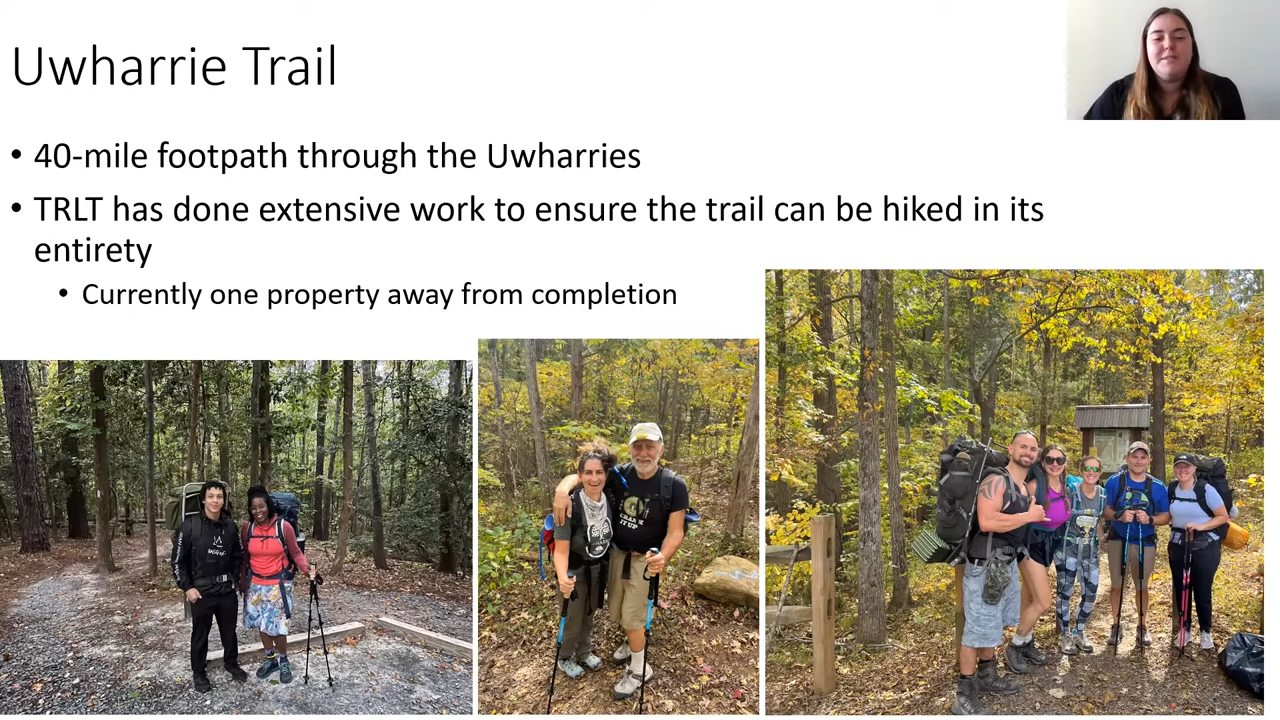 Uwharrie Trail
• 40-mile footpath through the Uwharries
• TRLT has done extensive work to ensure the trail can be hiked in its
entirety
• Currently one property away from completion